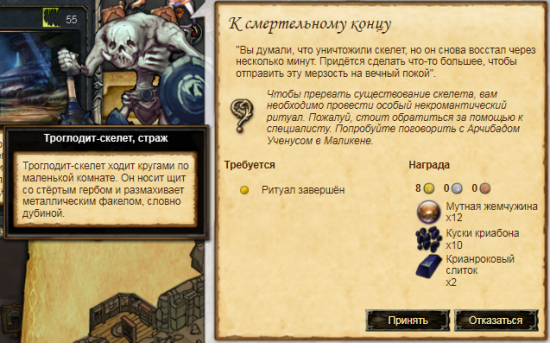 55
Троглодит-скелет, страж
Троглодит-скелет ходит кругами по
маленькой комнате. Он носит щит
со стёртым гербом и размахивает
металлическим факелом, словно
дубиной.
К смертельному концу
"Вы думали, что уничтожили скелет, но он снова восстал через
несколько минут. Придётся сделать что-то большее, чтобы
отправить эту мерзость на вечный покой".
Чтобы прервать существование скелета, вам
необходимо провести особый некромантический
ритуал. Пожалуй, стоит обратиться за помощью к
специалисту. Попробуйте поговорить с Арчибадом
Ученусом в Маликене.
Требуется
Ритуал завершён
Награда
8 0 0
Мутная жемчужина
x12
Куски криабона
x10
Крианроковый
слиток
x2
Принять Отказаться